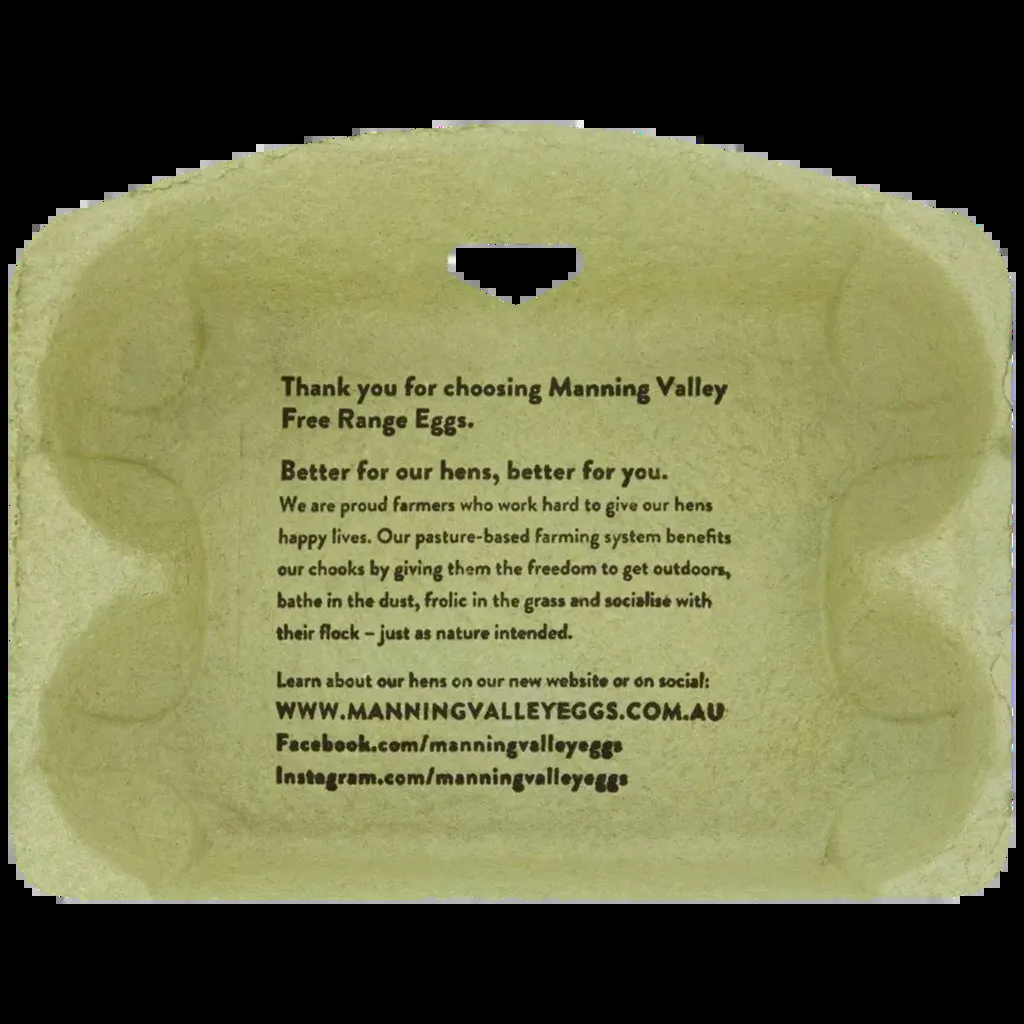 Thank you for choosing Manning Valley
Free Range Eggs.
Better for our hens, better for you.
We are proud farmers who work hard to give our hens
happy lives. Our pasture-based farming system benefits
our chooks by giving them the freedom to get outdoors,
bathe in the dust, frolic in the grass and socialise with
their flock – just as nature intended.
Learn about our hens on our new website or on social:
WWW.MANNINGVALLEYEGGS.COM.AU
Facebook.com/manningvalleyeggs
Instagram.com/manningvalleyeggs